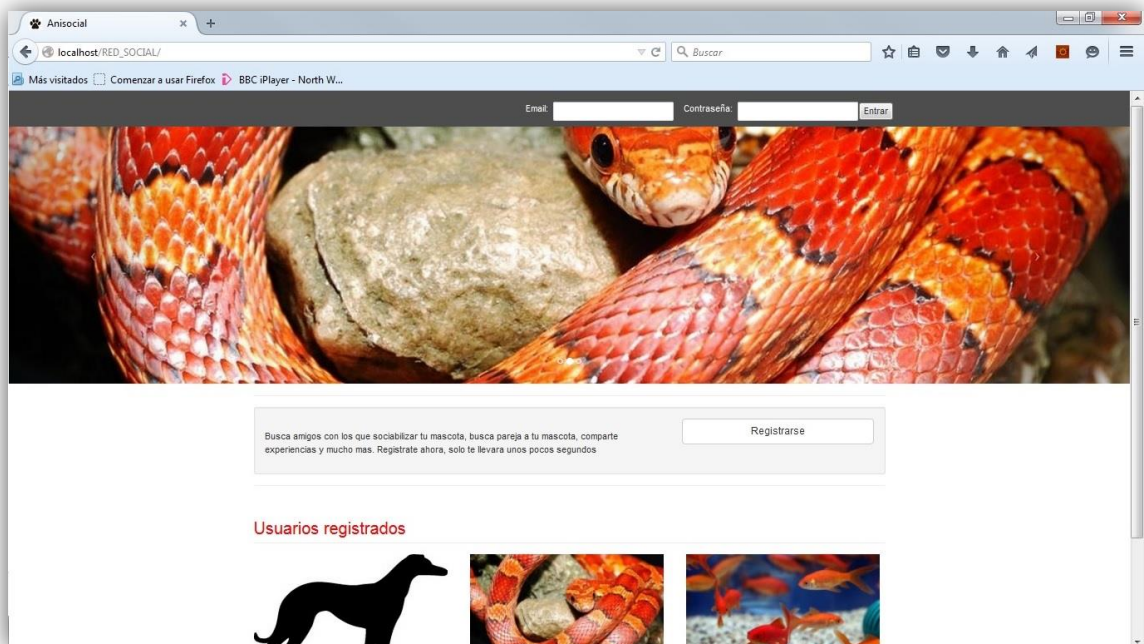 Anisocial
localhost/RED_SOCIAL/
Buscar
Más visitados Comenzar a usar Firefox BBC iPlayer - North W...
Email: Contraseña: Entrar
Busca amigos con los que sociabilizar tu mascota, busca pareja a tu mascota, comparte
experiencias y mucho mas. Registrate ahora, solo te llevara unos pocos segundos
Registrarse
Usuarios registrados